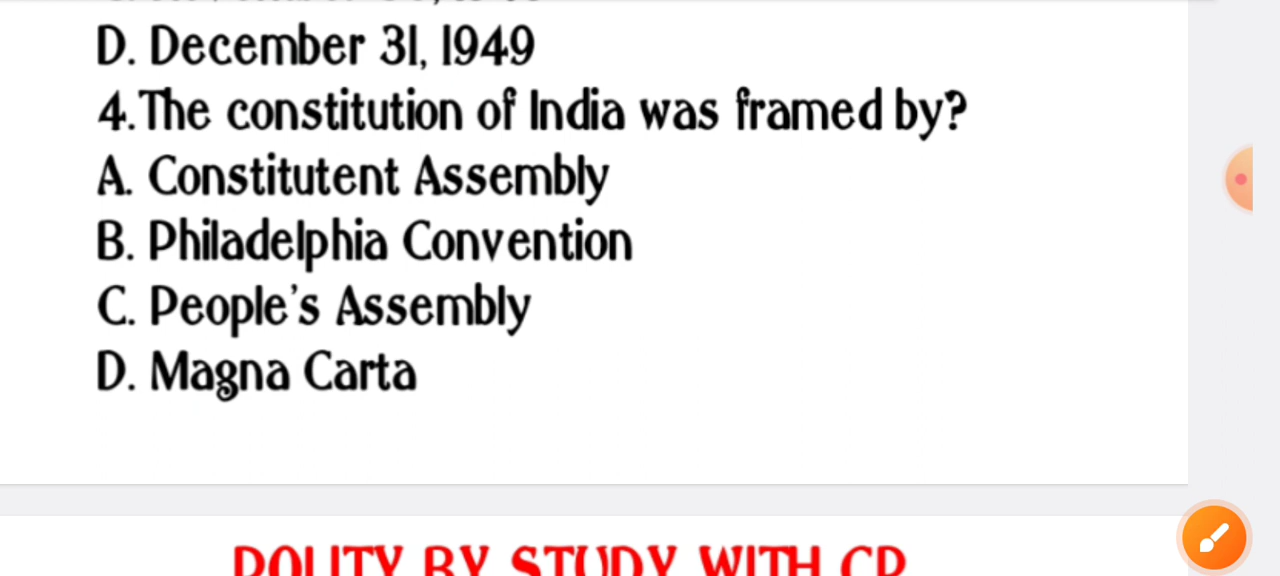 D. December 31, 1949
4.The constitution of India was framed by?
A. Constitutent Assembly
B. Philadelphia Convention
C. People's Assembly
D. Magna Carta
POLITY BY STUDY WITH CP